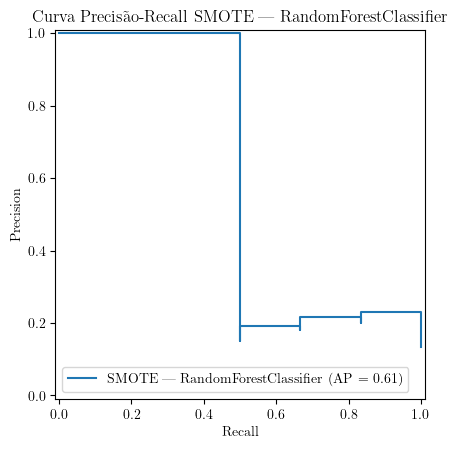 Curva Precisão-Recall SMOTE — RandomForestClassifier
1.0
0.8
0.6
0.4
0.2
0.0
Precision
SMOTE — RandomForestClassifier (AP = 0.61)
0.0 0.2 0.4 0.6 0.8 1.0
Recall